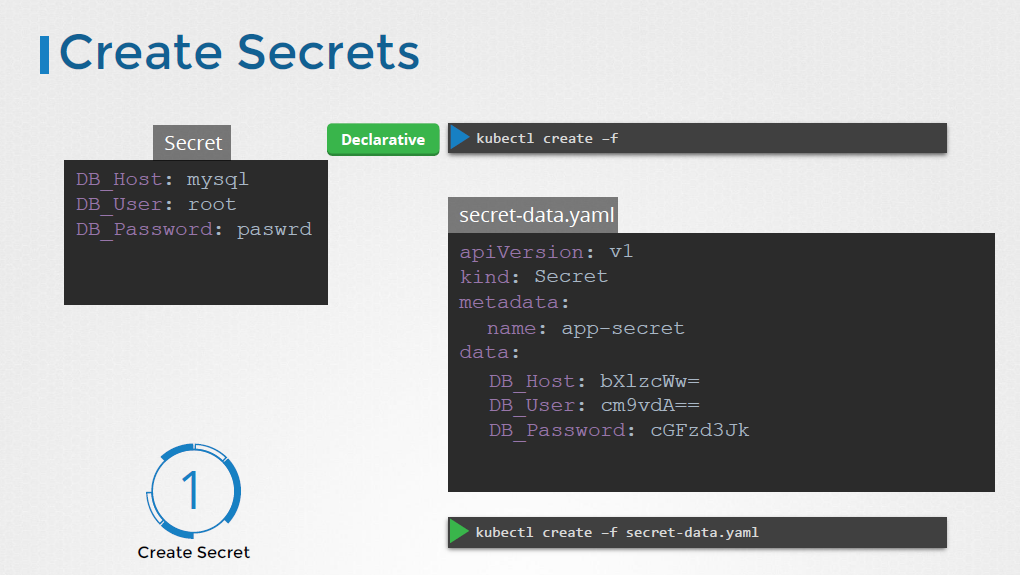 Create Secrets
Secret
DB_Host: mysql
DB_User: root
DB_Password: paswrd
Declarative
kubectl create –f
secret-data.yaml
apiVersion: v1
kind: Secret
metadata:
name: app-secret
data:
DB_Host: bXlzcWw=
DB_User: cm9vdA==
DB_Password: cGFzd3Jk
kubectl create –f secret-data.yaml
1
Create Secret